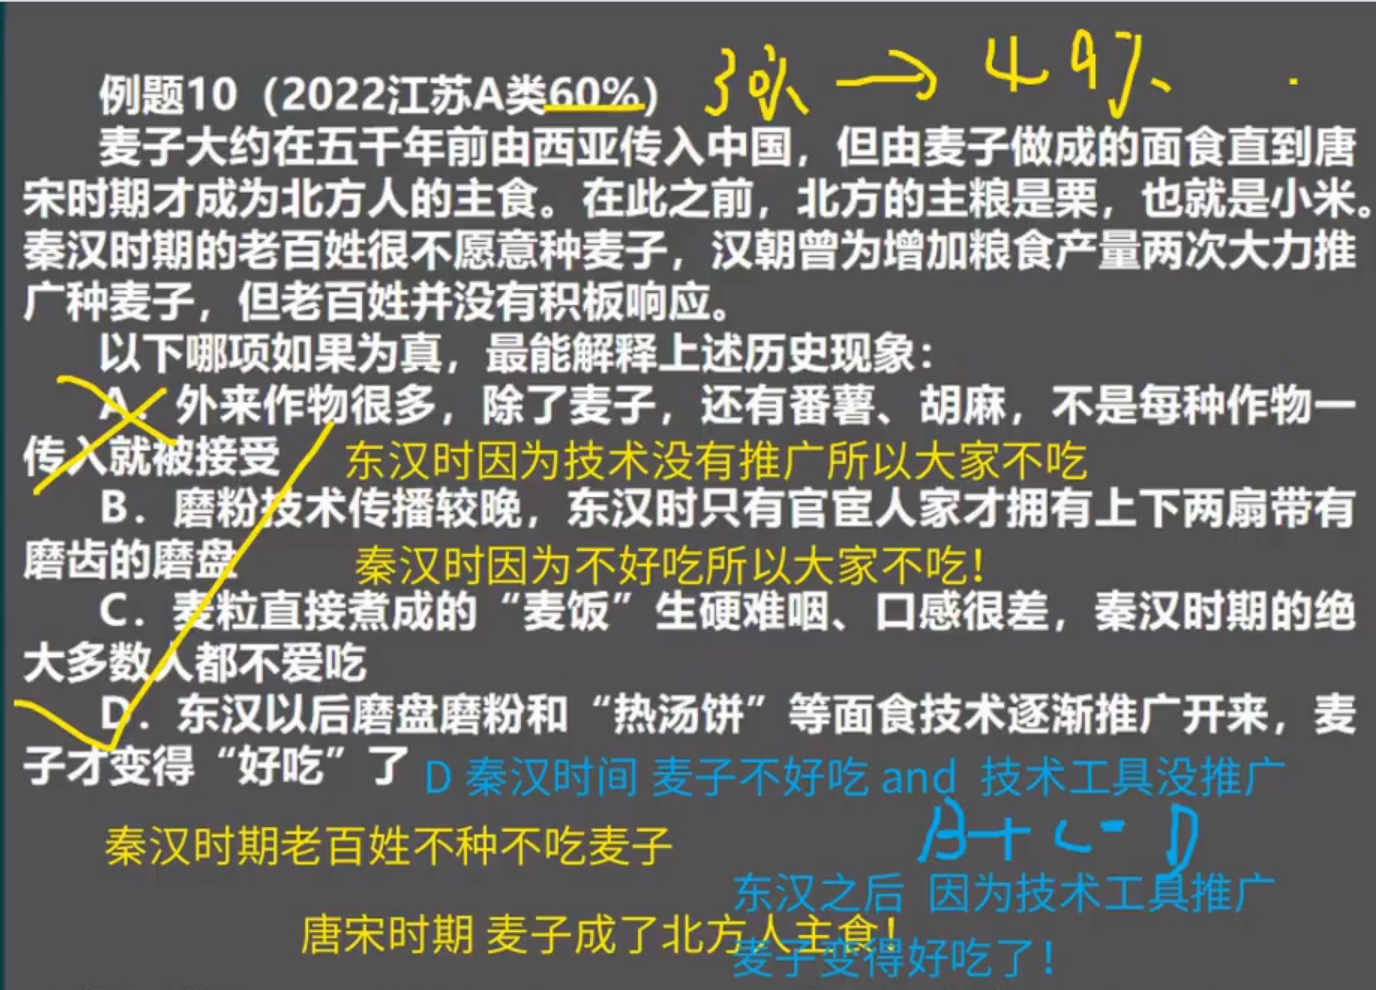 例题10（2022江苏A类60%） 30% → 49%
麦子大约在五千年前由西亚传入中国，但由麦子做成的面食直到唐
宋时期才成为北方人的主食。在此之前，北方的主粮是栗，也就是小米。
秦汉时期的老百姓很不愿意种麦子，汉朝曾为增加粮食产量两次大力推
广种麦子，但老百姓并没有积极响应。
以下哪项如果为真，最能解释上述历史现象：
A．外来作物很多，除了麦子，还有番薯、胡麻，不是每种作物一
传入就被接受
东汉时因为技术没有推广所以大家不吃
B．磨粉技术传播较晚，东汉时只有官宦人家才拥有上下两扇带有
磨齿的磨盘
秦汉时因为不好吃所以大家不吃！
C．麦粒直接煮成的“麦饭”生硬难咽、口感很差，秦汉时期的绝
大多数人都不爱吃
D．东汉以后磨盘磨粉和“热汤饼”等面食技术逐渐推广开来，麦
子才变得“好吃”了
D 秦汉时间 麦子不好吃 and 技术工具没推广
秦汉时期老百姓不种不吃麦子
B+C=D
东汉之后 因为技术工具推广
唐宋时期 麦子成了北方人主食！
麦子变得好吃了！